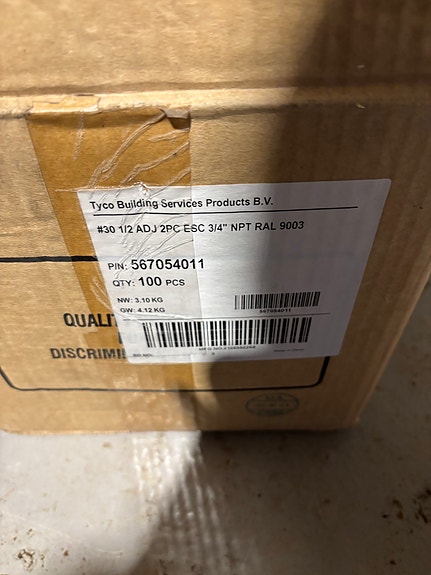 Tyco Building Services Products B.V.
#30 1/2 ADJ 2PC ESC 3/4" NPT RAL 9003
P/N: 567054011
QTY: 100 PCS
NW: 3.10 KG
GW: 4.12 KG
567054011
QUALI
DISCRIMI